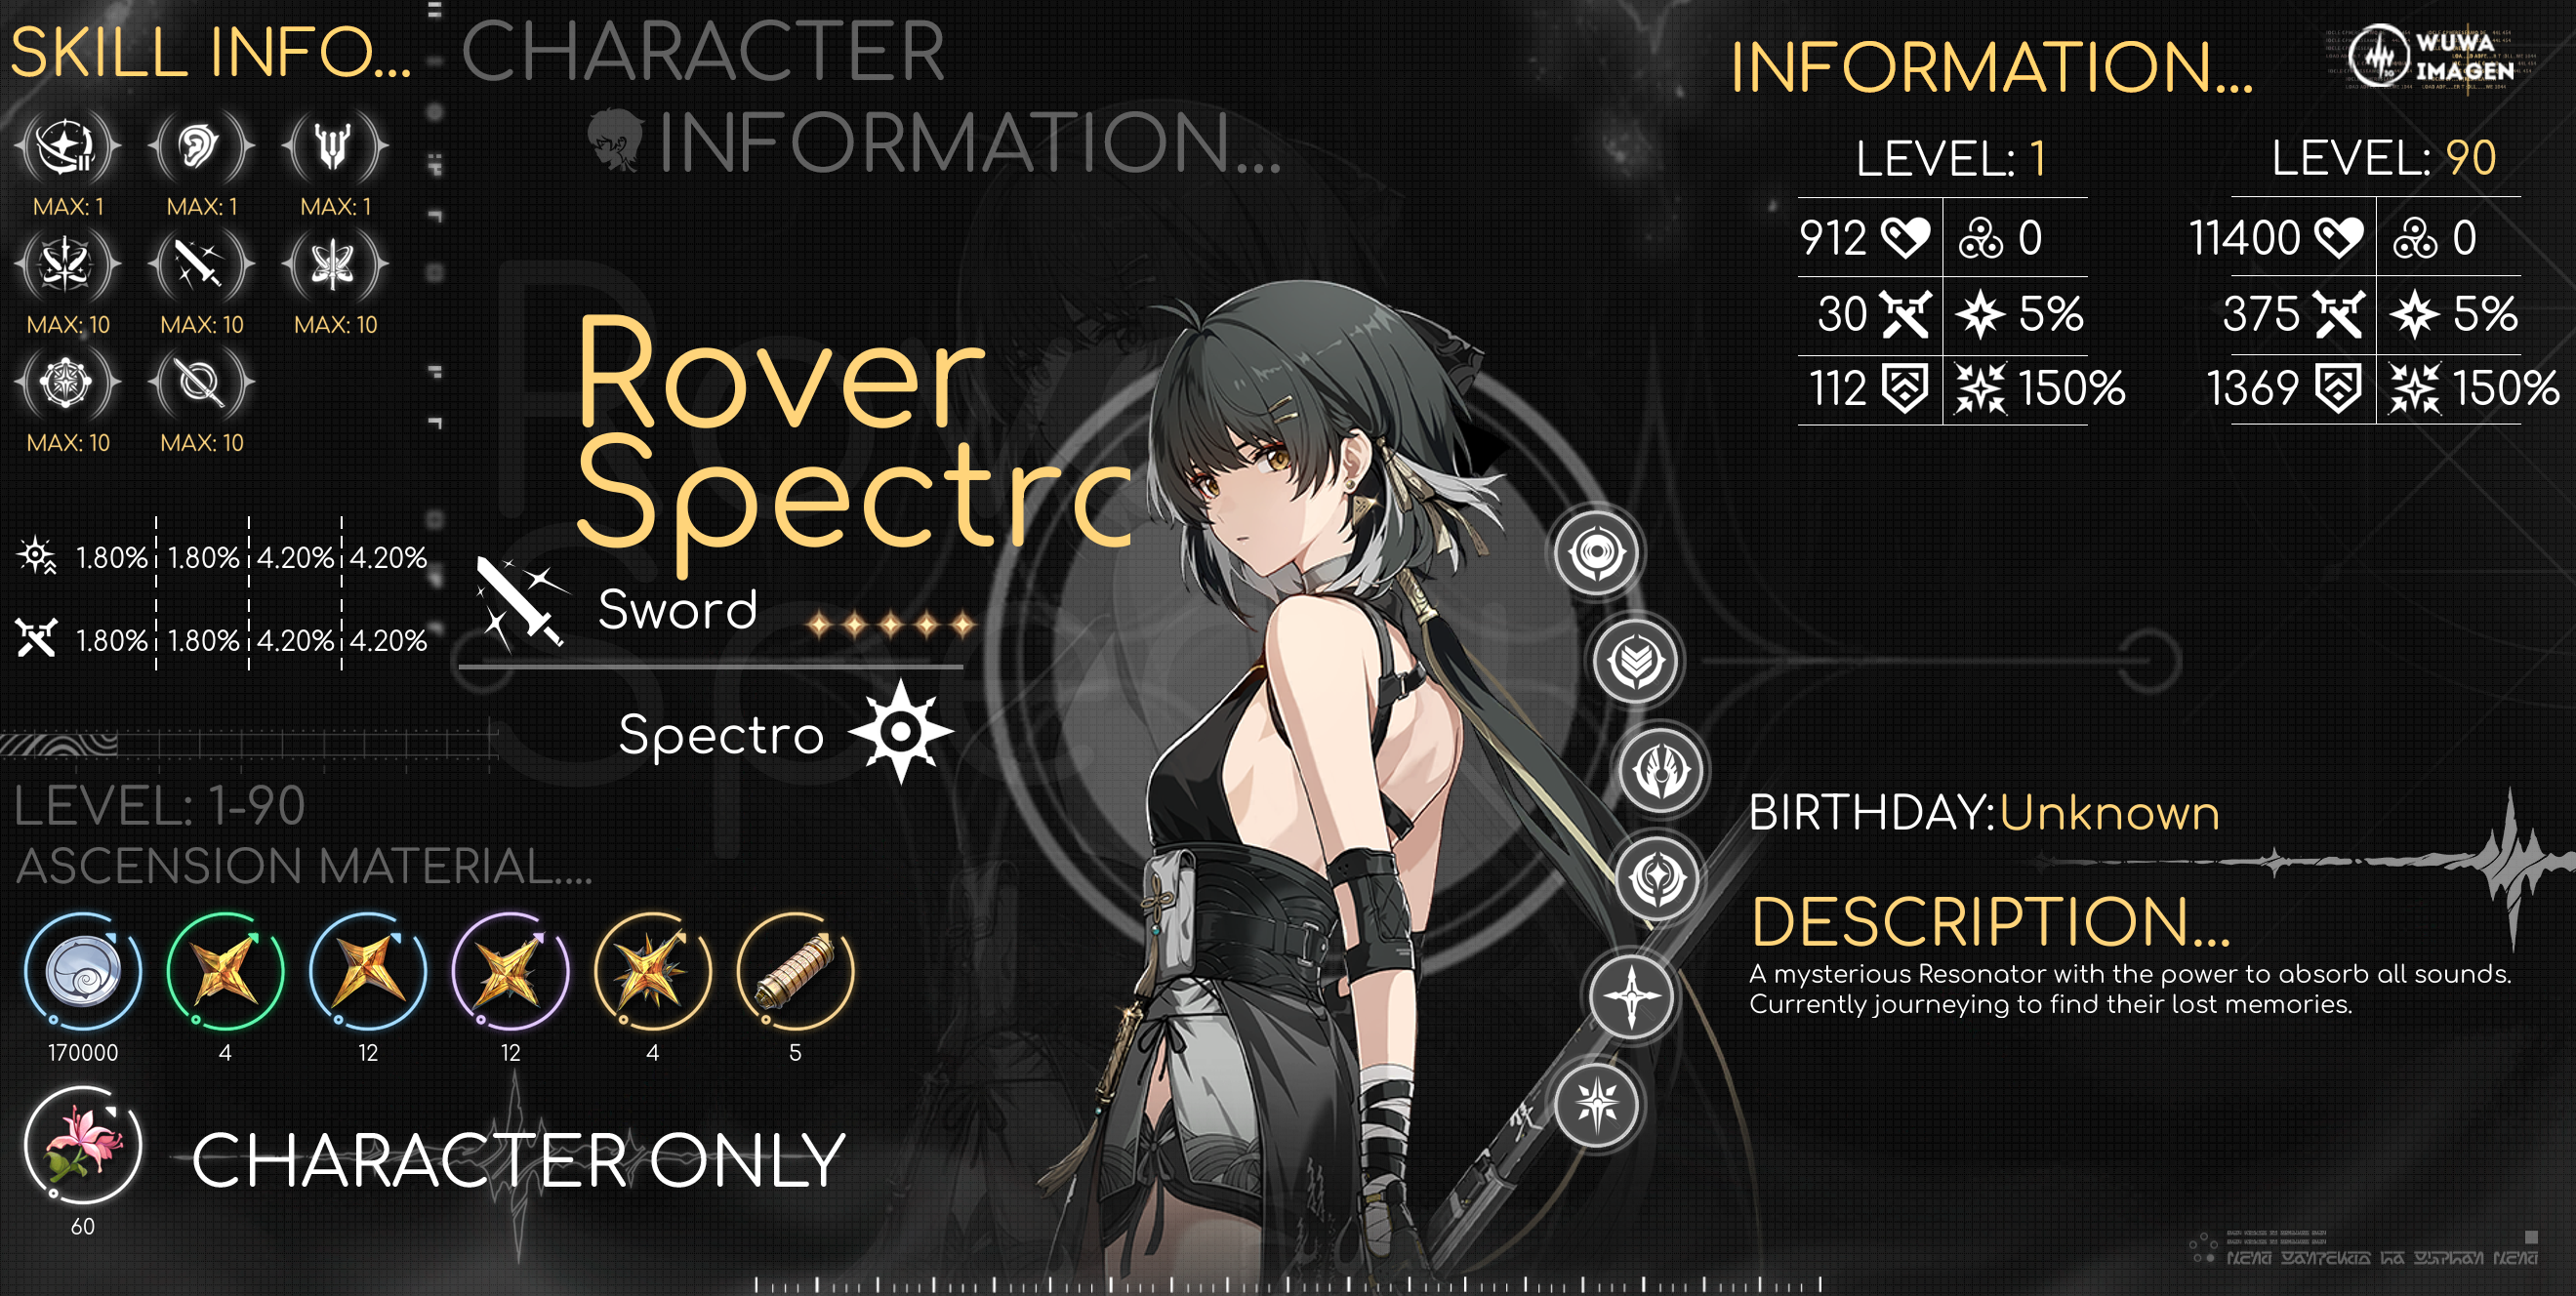 SKILL INFO...
MAX: 1
MAX: 1
MAX: 1
MAX: 10
MAX: 10
MAX: 10
MAX: 10
MAX: 10
1.80% 1.80% 4.20% 4.20%
1.80% 1.80% 4.20% 4.20%
CHARACTER
INFORMATION...
Rover
Spectro
Sword
Spectro
LEVEL: 1-90
ASCENSION MATERIAL....
170000
4
12
12
4
5
60
CHARACTER ONLY
INFORMATION...
WUWA
IMAGEN
LEVEL: 1
912 0
30 5%
112 150%
LEVEL: 90
11400 0
375 5%
1369 150%
BIRTHDAY:Unknown
DESCRIPTION...
A mysterious Resonator with the power to absorb all sounds.
Currently journeying to find their lost memories.